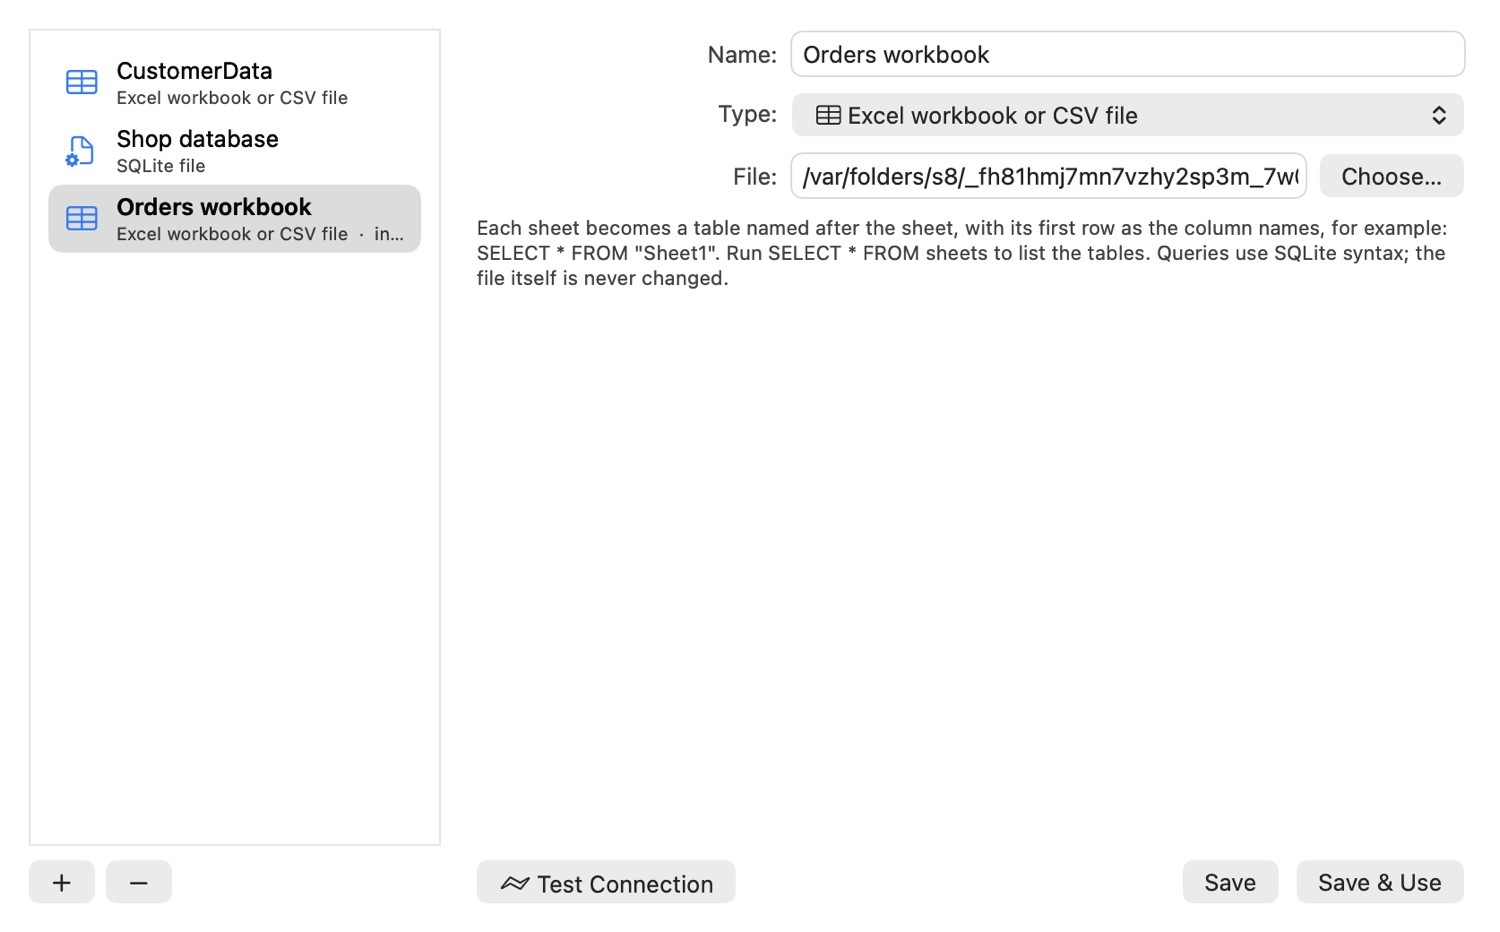 CustomerData
Excel workbook or CSV file
Shop database
SQLite file
Orders workbook
Excel workbook or CSV file · in...
Name: Orders workbook
Type: Excel workbook or CSV file
File: /var/folders/s8/_fh81hmj7mn7vzhy2sp3m_7w Choose...
Each sheet becomes a table named after the sheet, with its first row as the column names, for example:
SELECT * FROM "Sheet1". Run SELECT * FROM sheets to list the tables. Queries use SQLite syntax; the
file itself is never changed.
+ −
Test Connection
Save
Save & Use